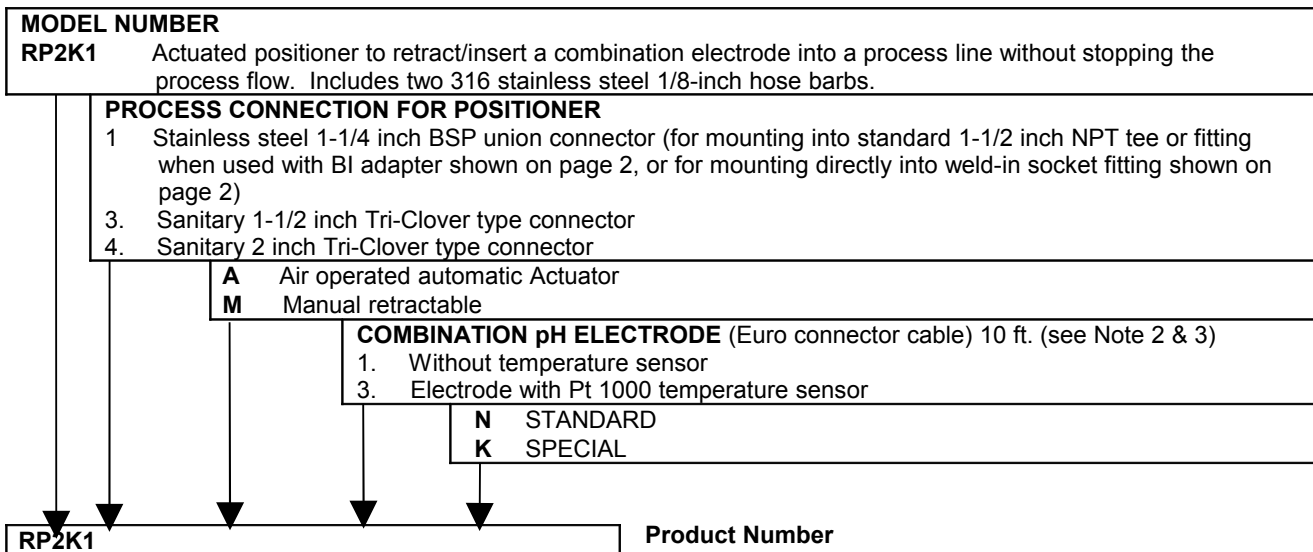 MODEL NUMBER
RP2K1 Actuated positioner to retract/insert a combination electrode into a process line without stopping the
process flow. Includes two 316 stainless steel 1/8-inch hose barbs.
PROCESS CONNECTION FOR POSITIONER
1 Stainless steel 1-1/4 inch BSP union connector (for mounting into standard 1-1/2 inch NPT tee or fitting
when used with BI adapter shown on page 2, or for mounting directly into weld-in socket fitting shown on
page 2)
3. Sanitary 1-1/2 inch Tri-Clover type connector
4. Sanitary 2 inch Tri-Clover type connector
A Air operated automatic Actuator
M Manual retractable
COMBINATION pH ELECTRODE (Euro connector cable) 10 ft. (see Note 2 & 3)
1. Without temperature sensor
3. Electrode with Pt 1000 temperature sensor
N STANDARD
K SPECIAL
RP2K1 Product Number